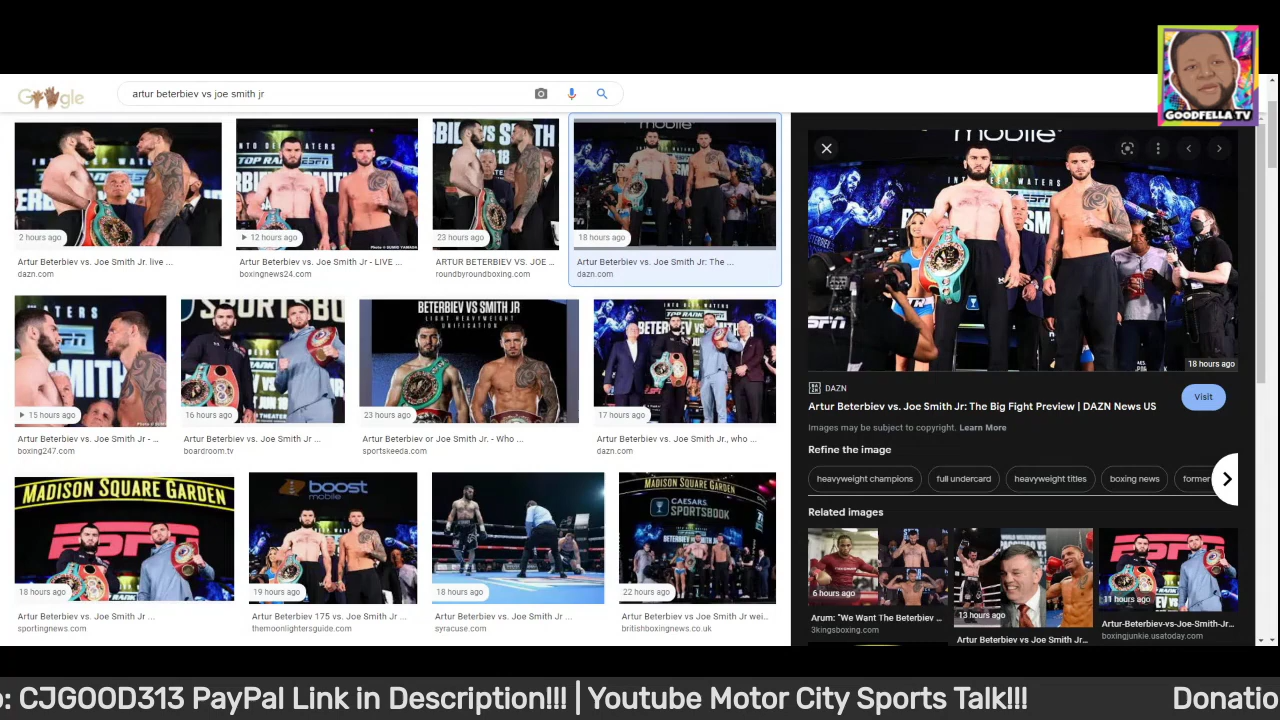 GOODFELLA TV
Google
artur beterbiev vs joe smith jr
2 hours ago
Artur Beterbiev vs. Joe Smith Jr. live ...
dazn.com
12 hours ago
Artur Beterbiev vs. Joe Smith Jr - LIVE ...
boxingnews24.com
23 hours ago
ARTUR BETERBIEV VS. JOE ...
roundbyroundboxing.com
18 hours ago
Artur Beterbiev vs. Joe Smith Jr: The ...
dazn.com
15 hours ago
Artur Beterbiev vs. Joe Smith Jr - ...
boxing247.com
16 hours ago
Artur Beterbiev vs. Joe Smith Jr ...
boardroom.tv
BETERBIEV VS SMITH JR
LIGHT HEAVYWEIGHT
UNIFICATION
23 hours ago
Artur Beterbiev or Joe Smith Jr. - Who ...
sportskeeda.com
TOP RANK
17 hours ago
Artur Beterbiev vs. Joe Smith Jr., who ...
dazn.com
MADISON SQUARE GARDEN
ESPN
18 hours ago
Artur Beterbiev vs. Joe Smith Jr ...
sportingnews.com
boost
mobile
19 hours ago
Artur Beterbiev 175 vs. Joe Smith Jr ...
themoonlightersguide.com
18 hours ago
Artur Beterbiev vs. Joe Smith Jr ...
syracuse.com
MADISON SQUARE GARDEN
CAESARS
SPORTSBOOK
22 hours ago
Artur Beterbiev vs Joe Smith Jr wei...
britishboxingnews.co.uk
mobile
18 hours ago
DAZN
Artur Beterbiev vs. Joe Smith Jr: The Big Fight Preview | DAZN News US
Visit
Images may be subject to copyright. Learn More
Refine the image
heavyweight champions
full undercard
heavyweight titles
boxing news
former
Related images
6 hours ago
Arum: "We Want The Beterbiev ...
3kingsboxing.com
13 hours ago
Artur Beterbiev vs Joe Smith Jr...
ESPN
11 hours ago
Artur-Beterbiev-vs-Joe-Smith-Jr...
boxingjunkie.usatoday.com
: CJGOOD313 PayPal Link in Description!!! | Youtube Motor City Sports Talk!!! Donatio